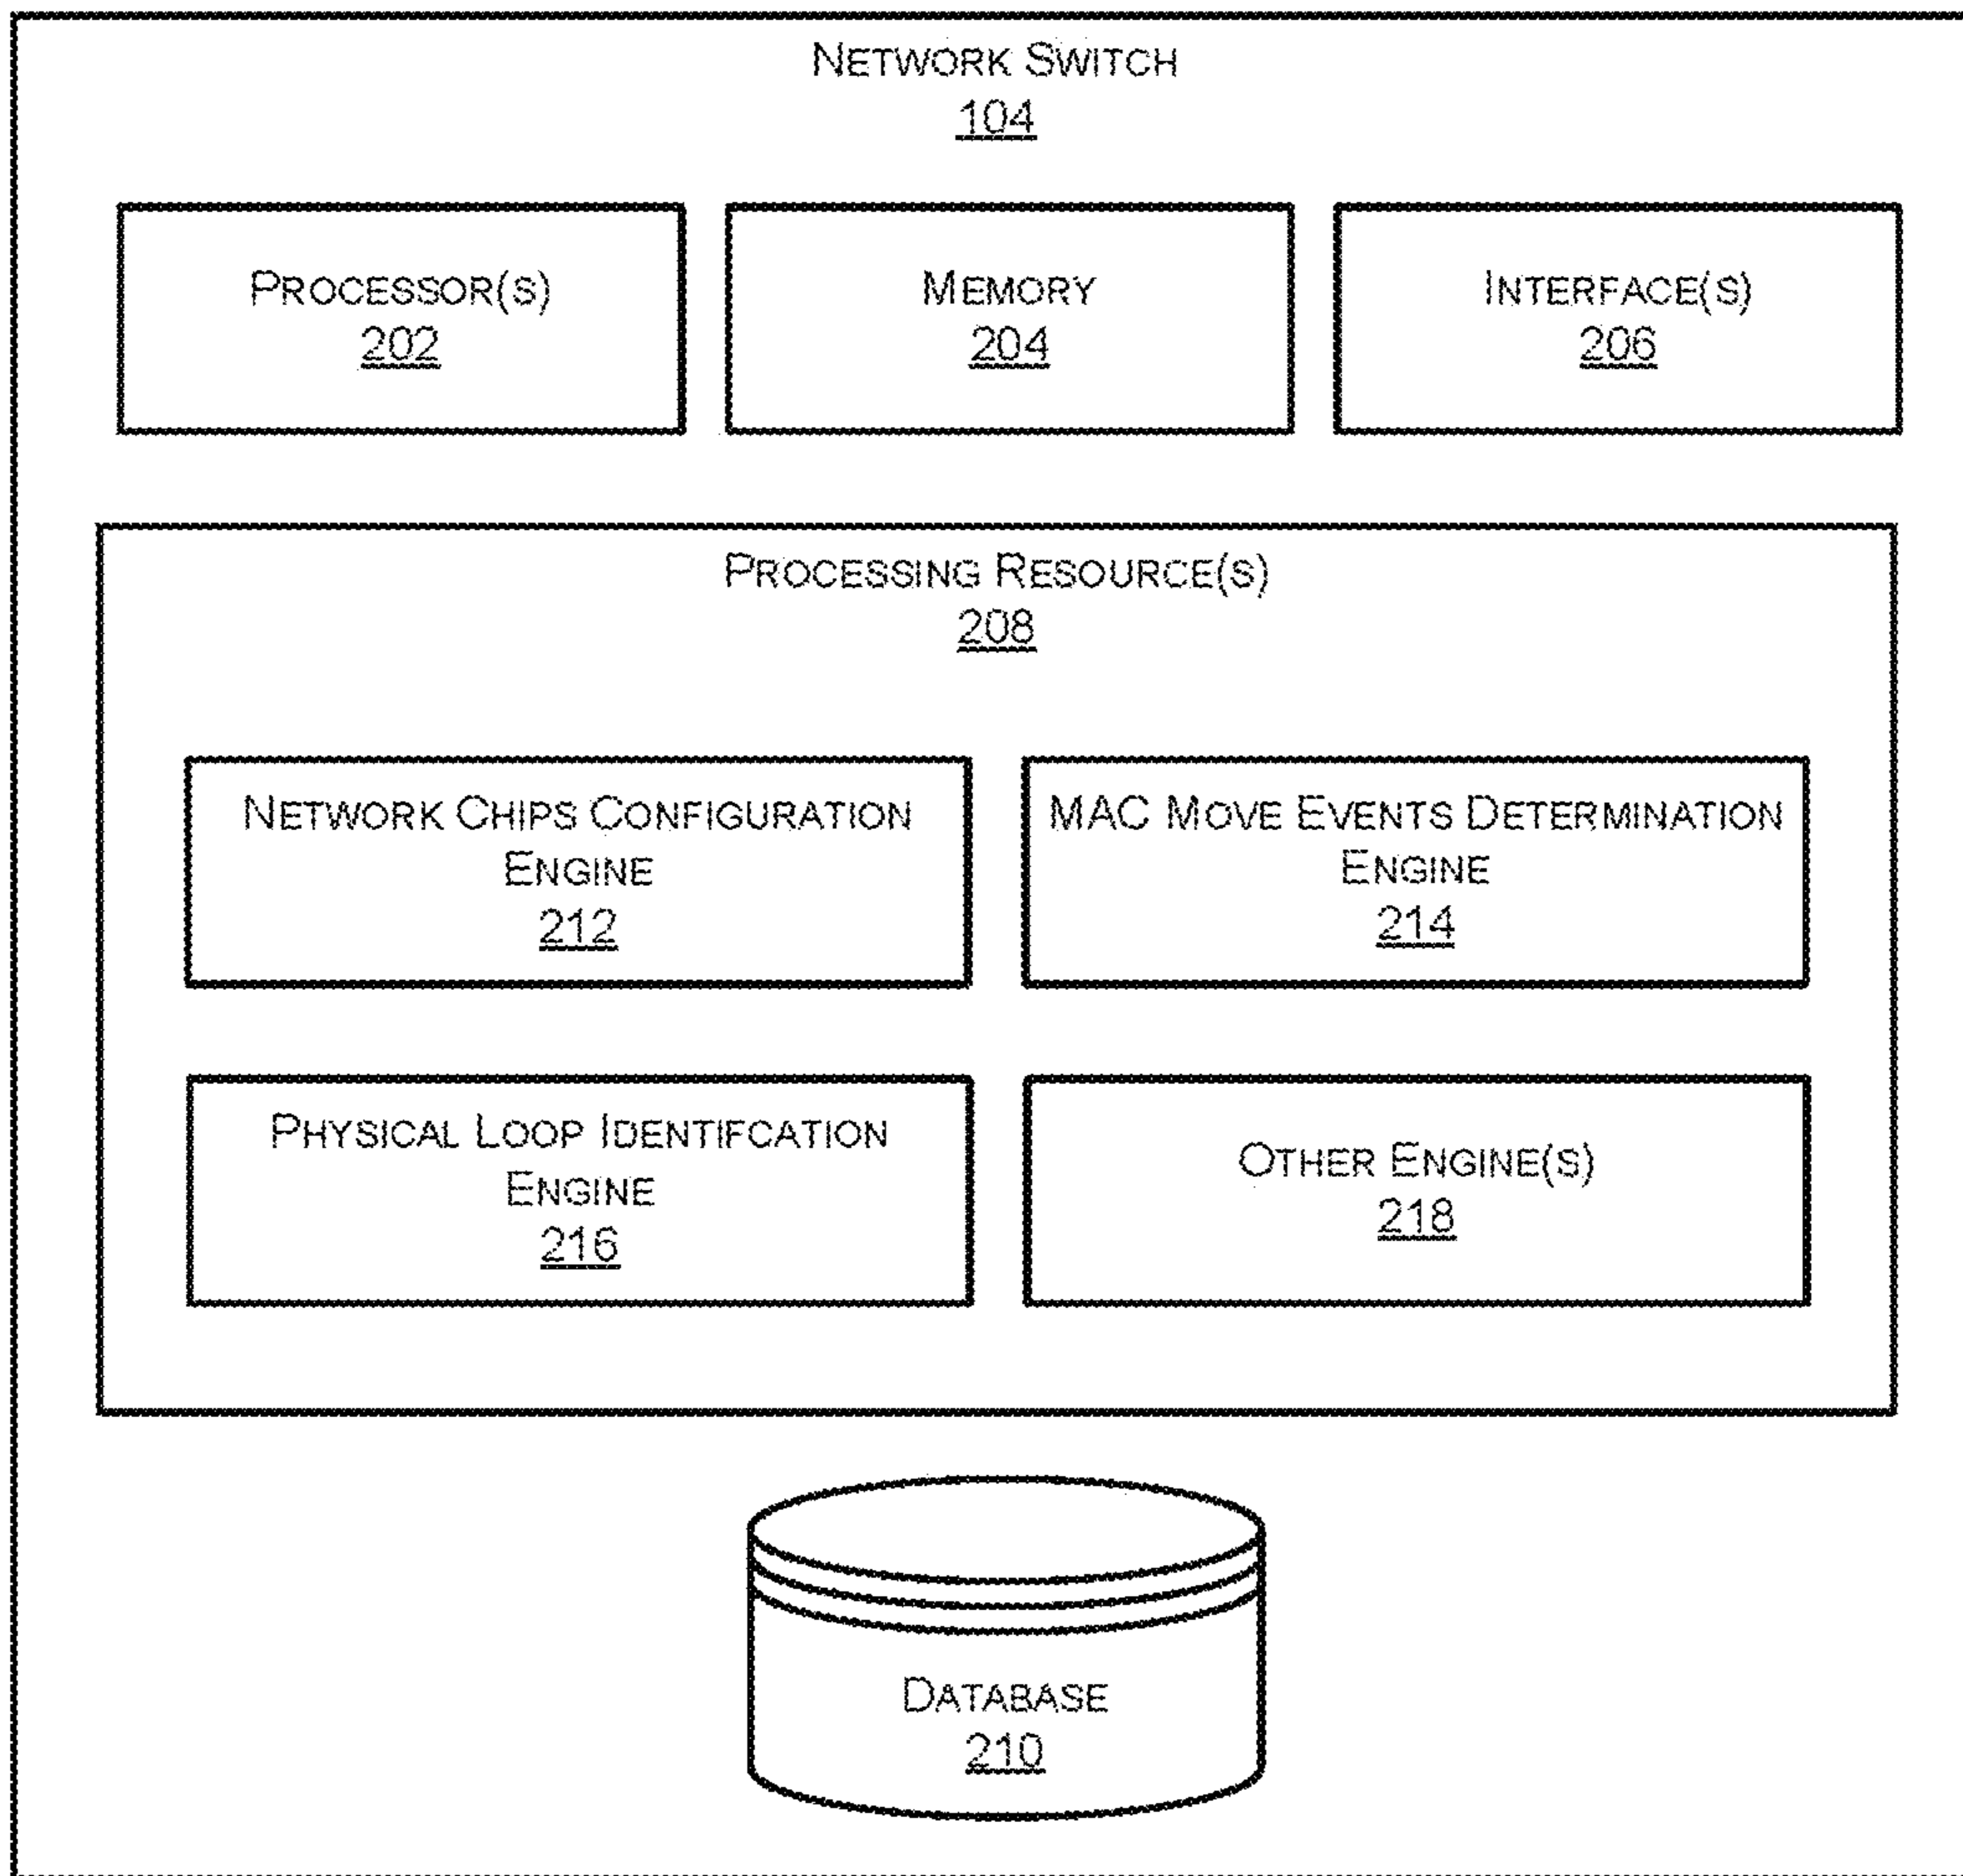 NETWORK SWITCH
104
PROCESSOR(S)
202
MEMORY
204
INTERFACE(S)
206
PROCESSING RESOURCE(S)
208
NETWORK CHIPS CONFIGURATION
ENGINE
212
MAC MOVE EVENTS DETERMINATION
ENGINE
214
PHYSICAL LOOP IDENTIFCATION
ENGINE
216
OTHER ENGINE(S)
218
DATABASE
210